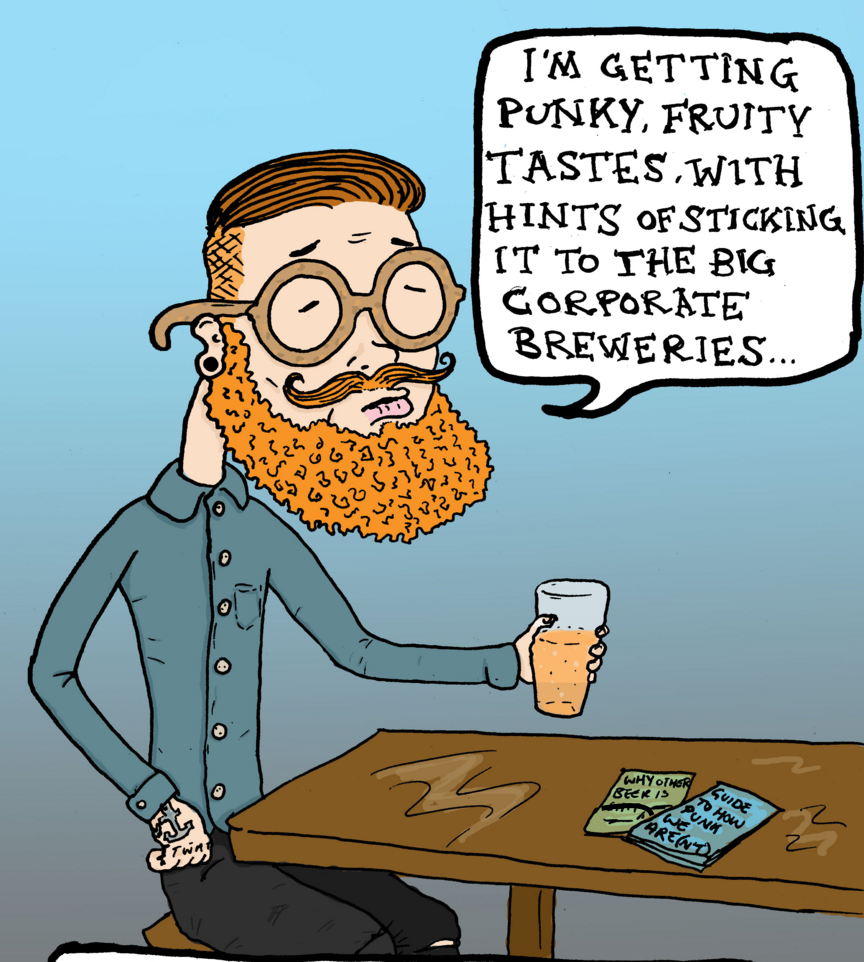 I'M GETTING
PUNKY, FRUITY
TASTES, WITH
HINTS OF STICKING
IT TO THE BIG
CORPORATE
BREWERIES...
WHY OTHER
BEER IS
GUIDE
TO HOW
PUNK
WE
ARE(N'T)